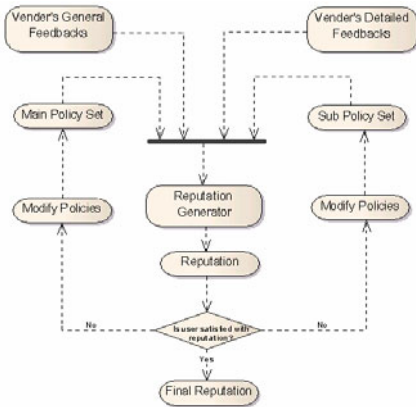 Vender's General
Feedbacks
Vender's Detailed
Feedbacks
Main Policy Set
Sub Policy Set
Reputation
Generator
Modify Policies
Modify Policies
Reputation
Is user satisfied with
reputation?
No
No
Yes
Final Reputation